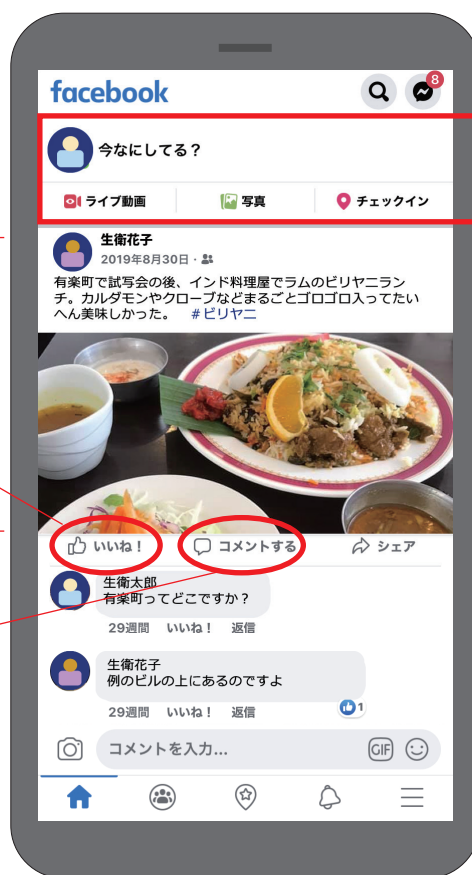 facebook
8
今なにしてる？
ライブ動画
写真
チェックイン
生衛花子
2019年8月30日・
有楽町で試写会の後、インド料理屋でラムのビリヤニラン
チ。カルダモンやクローブなどまるごとゴロゴロ入ってたい
へん美味しかった。 #ビリヤニ
いいね！
コメントする
シェア
生衛太郎
有楽町ってどこですか？
29週間 いいね！ 返信
生衛花子
例のビルの上にあるのですよ
29週間 いいね！ 返信
1
コメントを入力...
GIF